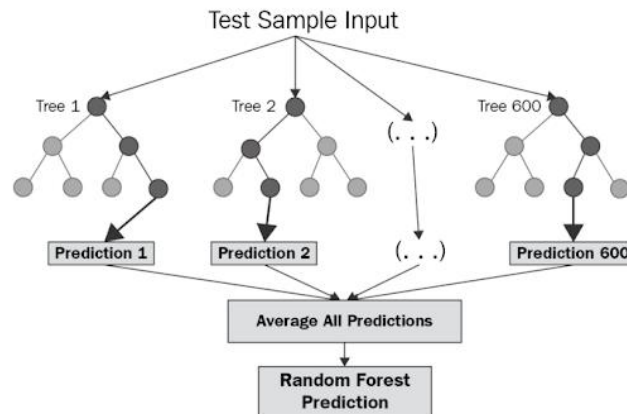 Test Sample Input
Tree 1
Tree 2
(. . .)
Tree 600
Prediction 1
Prediction 2
(. . .)
Prediction 600
Average All Predictions
Random Forest
Prediction